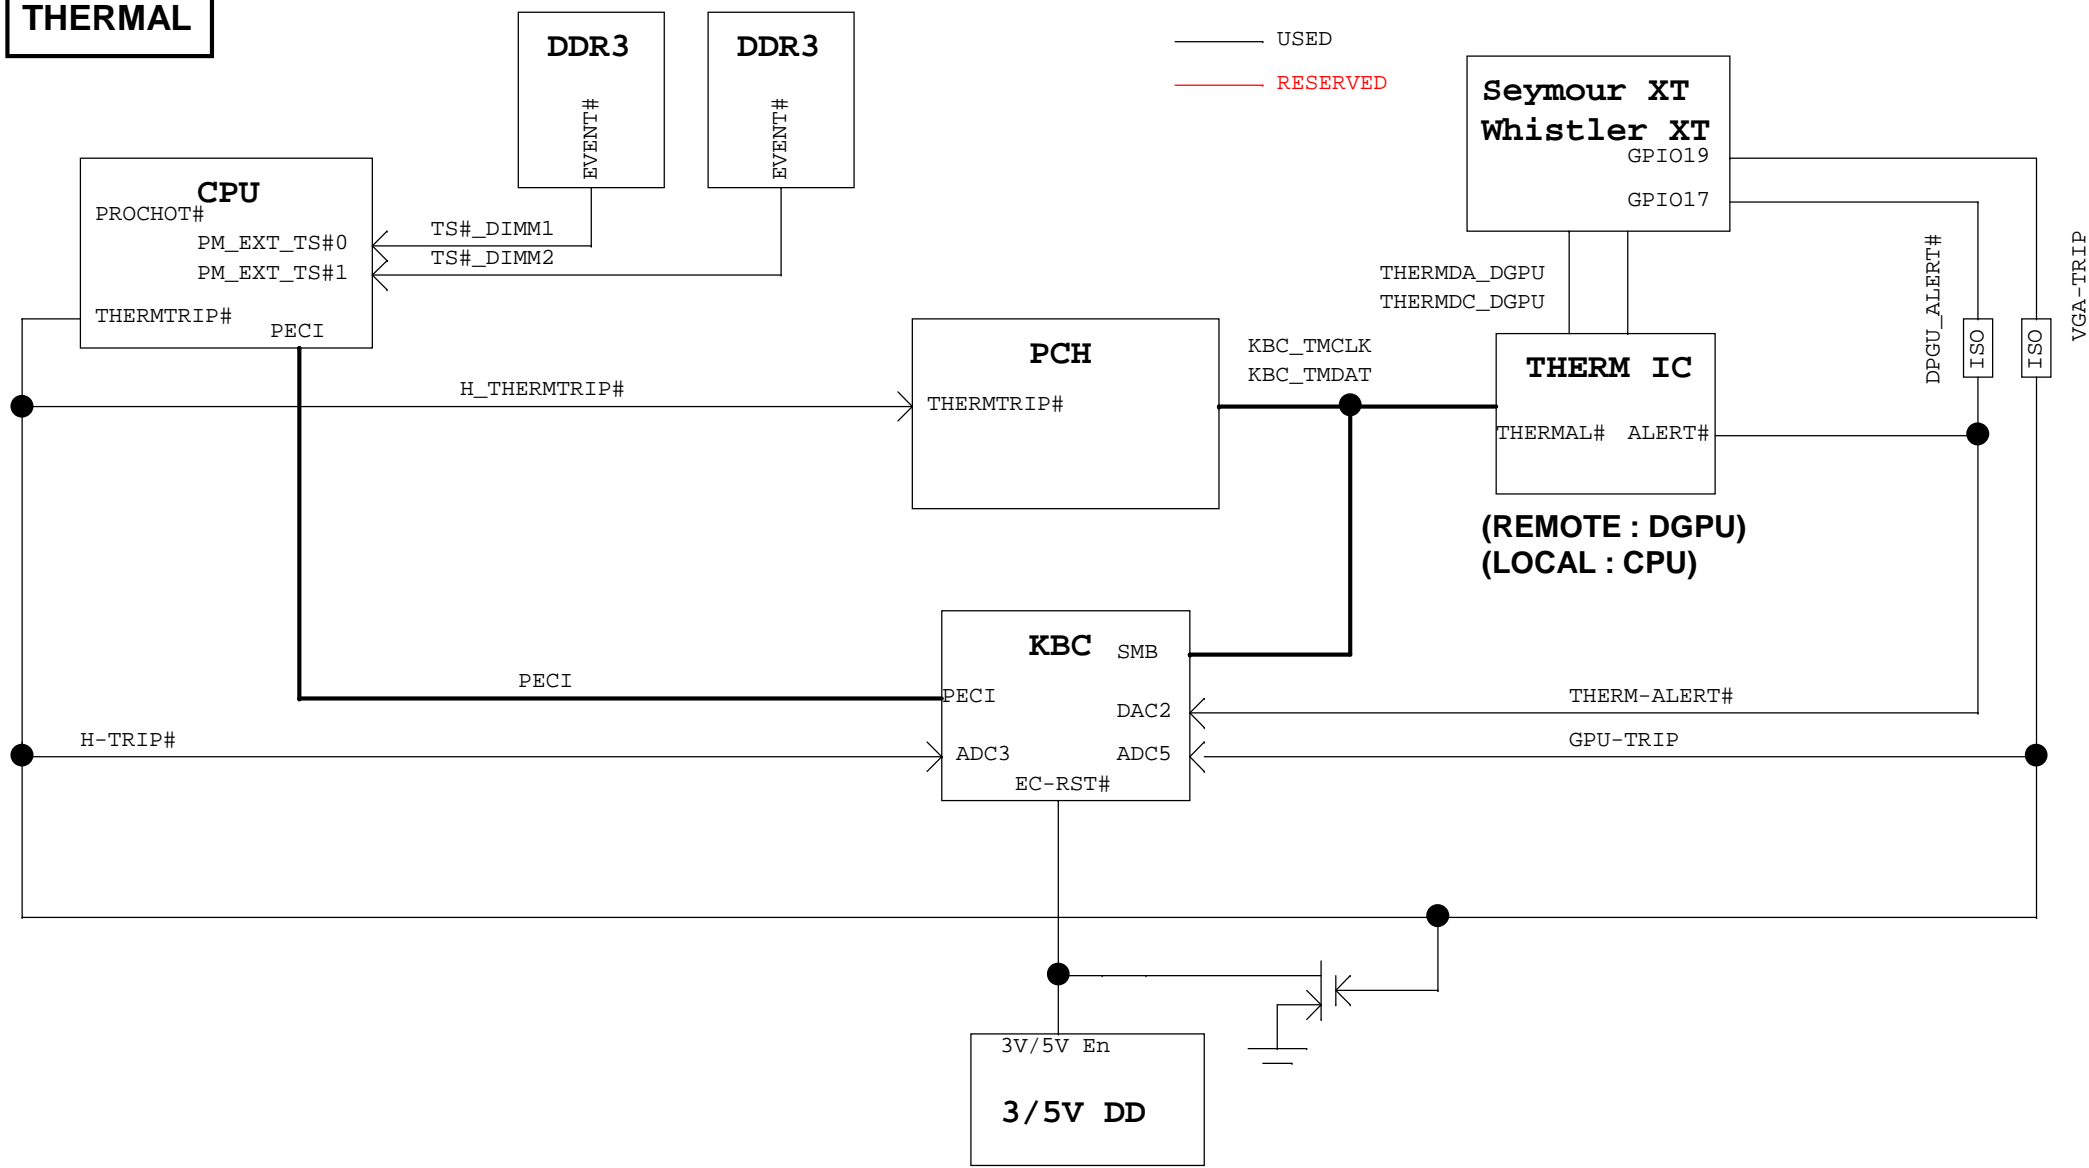 THERMAL
DDR3
EVENT#
DDR3
EVENT#
USED
RESERVED
Seymour XT
Whistler XT
GPIO19
GPIO17
CPU
PROCHOT#
PM_EXT_TS#0
PM_EXT_TS#1
THERMTRIP#
PECI
TS#_DIMM1
TS#_DIMM2
THERMDA_DGPU
THERMDC_DGPU
DPGU_ALERT#
ISO
ISO
VGA-TRIP
H_THERMTRIP#
PCH
THERMTRIP#
KBC_TMCLK
KBC_TMDAT
THERM IC
THERMAL# ALERT#
(REMOTE : DGPU)
(LOCAL : CPU)
KBC
SMB
PECI
PECI
DAC2
THERM-ALERT#
H-TRIP#
ADC3
ADC5
GPU-TRIP
EC-RST#
3V/5V En
3/5V DD